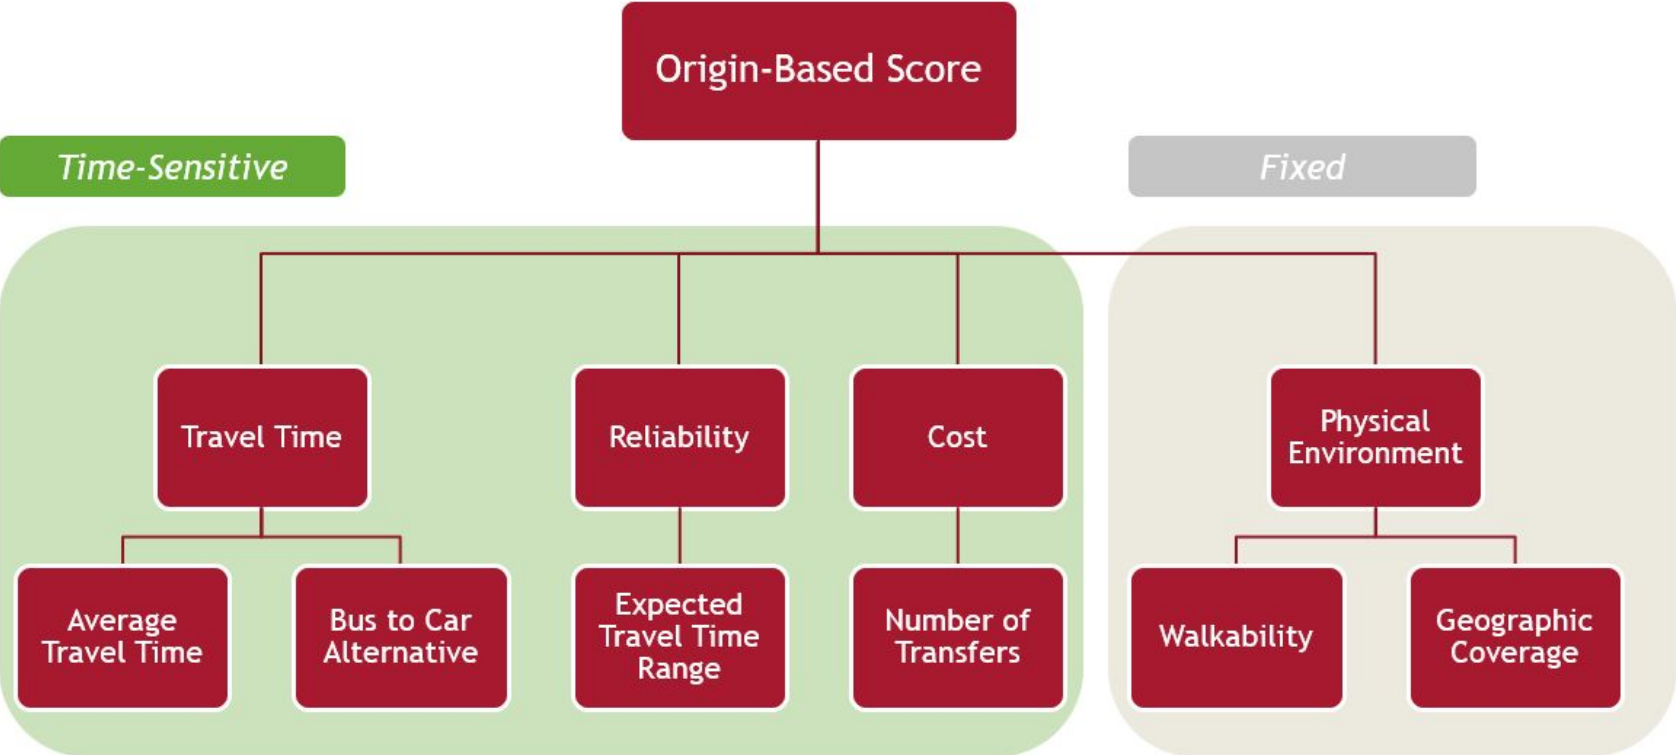 Origin-Based Score
Time-Sensitive
Fixed
Travel Time
Reliability
Cost
Physical
Environment
Average
Travel Time
Bus to Car
Alternative
Expected
Travel Time
Range
Number of
Transfers
Walkability
Geographic
Coverage